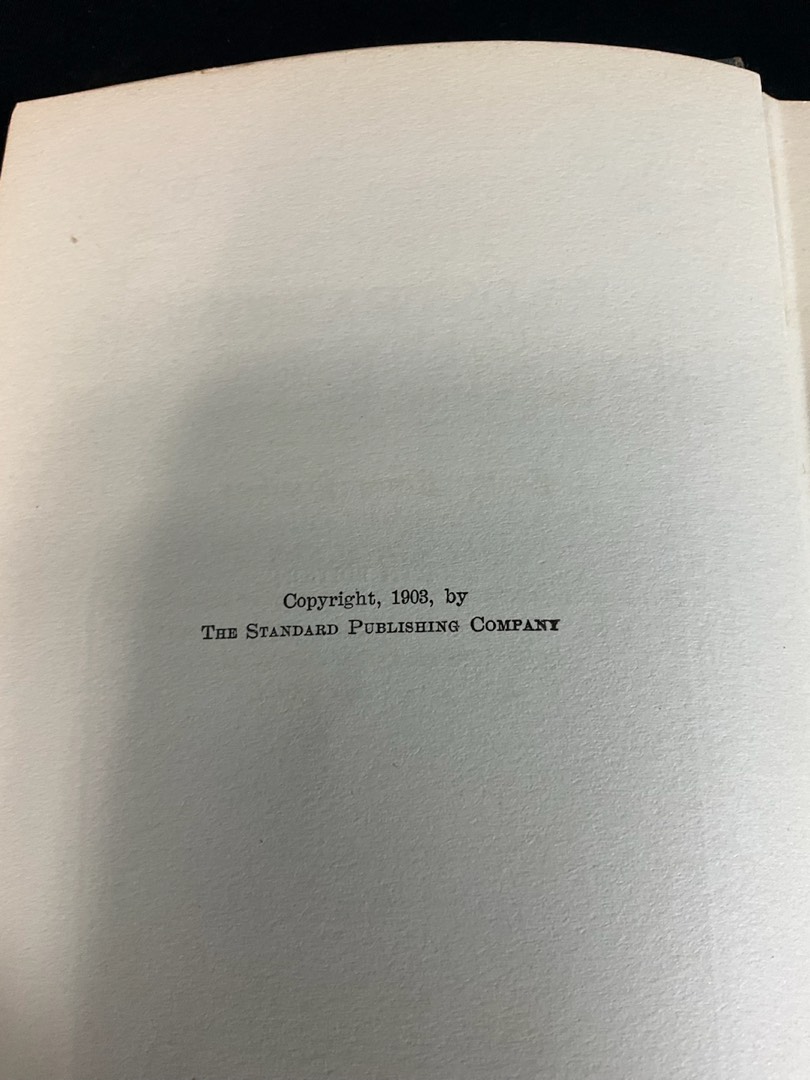 Copyright, 1903, by
THE STANDARD PUBLISHING COMPANY